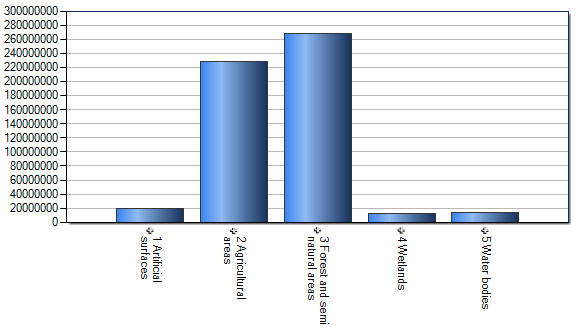 300000000
280000000
260000000
240000000
220000000
200000000
180000000
160000000
140000000
120000000
100000000
80000000
60000000
40000000
20000000
0
1 Artificial
surfaces
2 Agricultural
areas
3 Forest and semi
natural areas
4 Wetlands
5 Water bodies